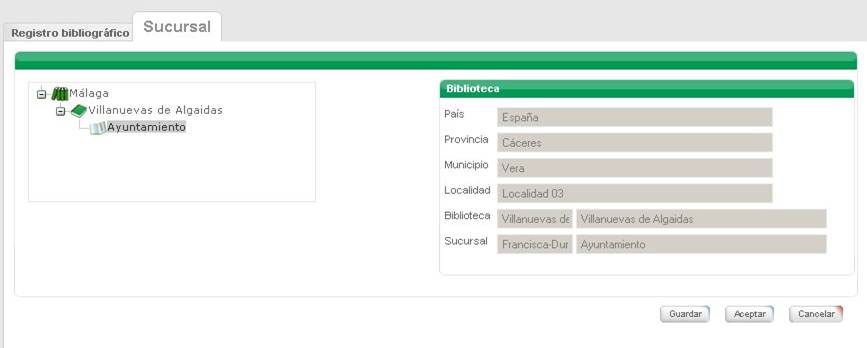 Registro bibliográfico
Sucursal
Málaga
Villanuevas de Algaidas
Ayuntamiento
Biblioteca
País España
Provincia Cáceres
Municipio Vera
Localidad Localidad 03
Biblioteca Villanuevas de Villanuevas de Algaidas
Sucursal Francisca-Dur Ayuntamiento
Guardar Aceptar Cancelar